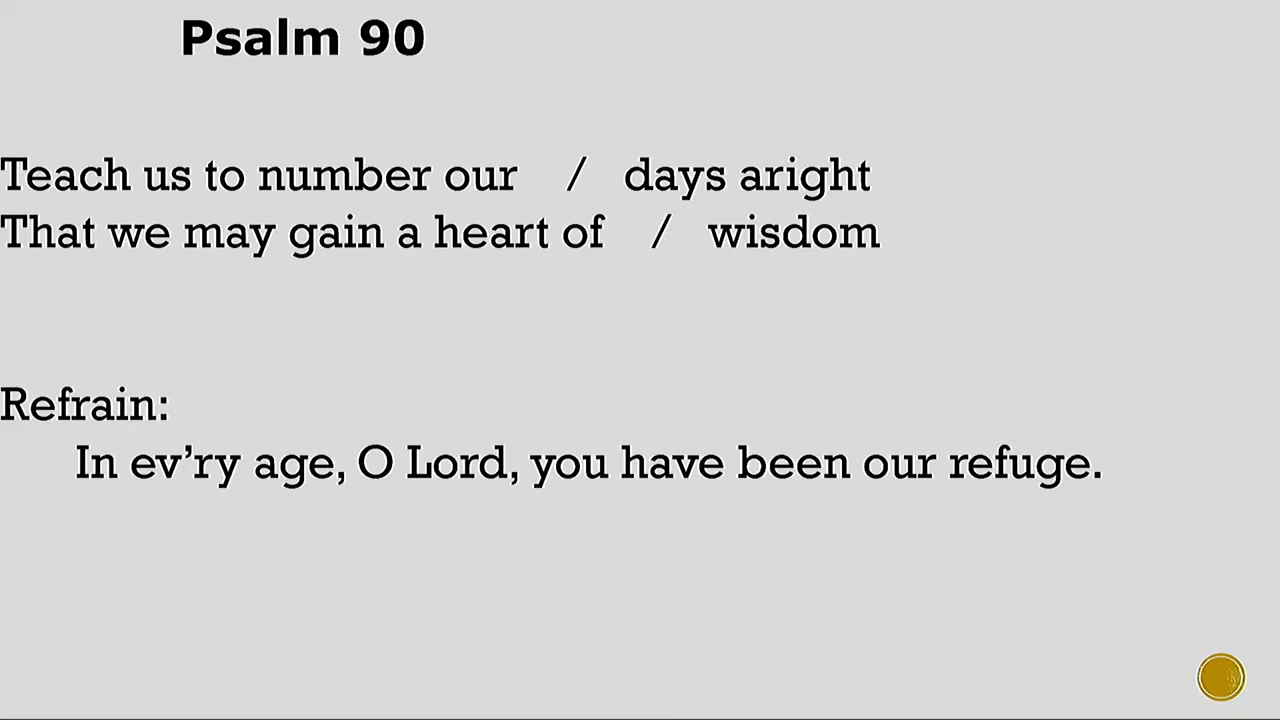 Psalm 90
Teach us to number our / days aright
That we may gain a heart of / wisdom
Refrain:
In ev’ry age, O Lord, you have been our refuge.